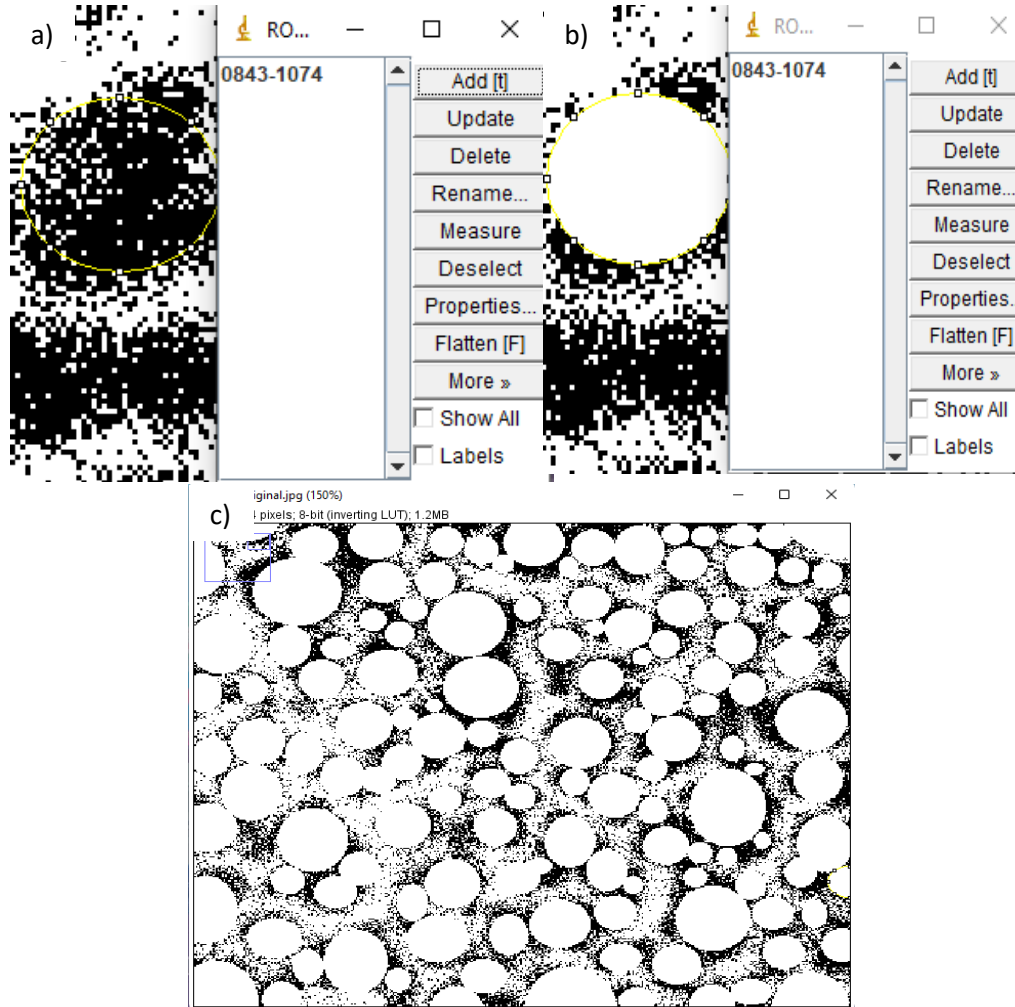 a)
RO...
0843-1074
Add [t]
Update
Delete
Rename...
Measure
Deselect
Properties...
Flatten [F]
More »
Show All
Labels
b)
RO...
0843-1074
Add [t]
Update
Delete
Rename...
Measure
Deselect
Properties.
Flatten [F]
More »
Show All
Labels
c)
iginal.jpg (150%)
pixels; 8-bit (inverting LUT); 1.2MB